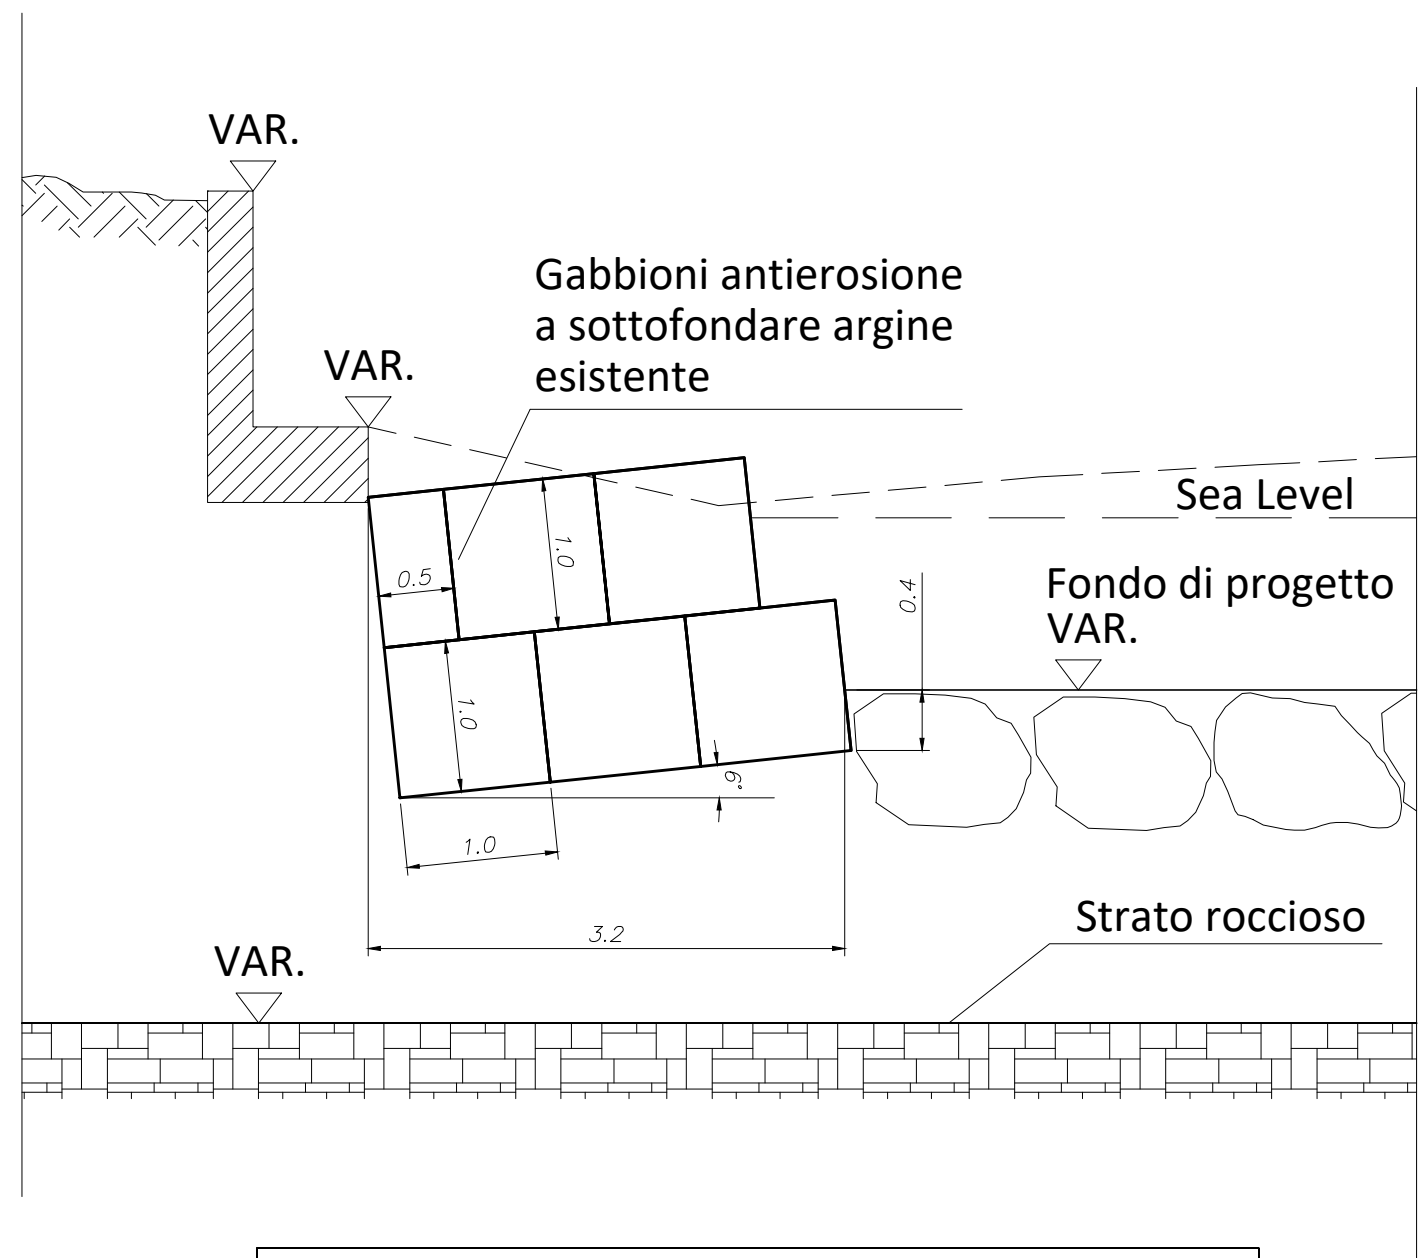 VAR.
Gabbioni antierosione
a sottofondare argine
esistente
VAR.
Sea Level
1.0
0.5
0.4
Fondo di progetto
VAR.
1.0
6°
1.0
Strato roccioso
3.2
VAR.